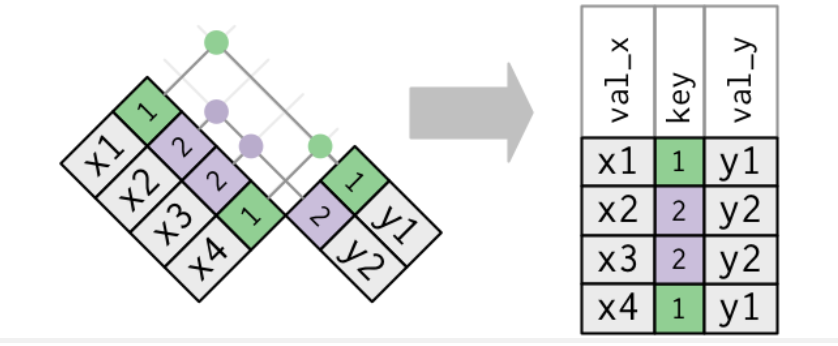 x1 1
x2 2
x3 2
x4 1
1 y1
2 y2
val_x key val_y
x1 1 y1
x2 2 y2
x3 2 y2
x4 1 y1